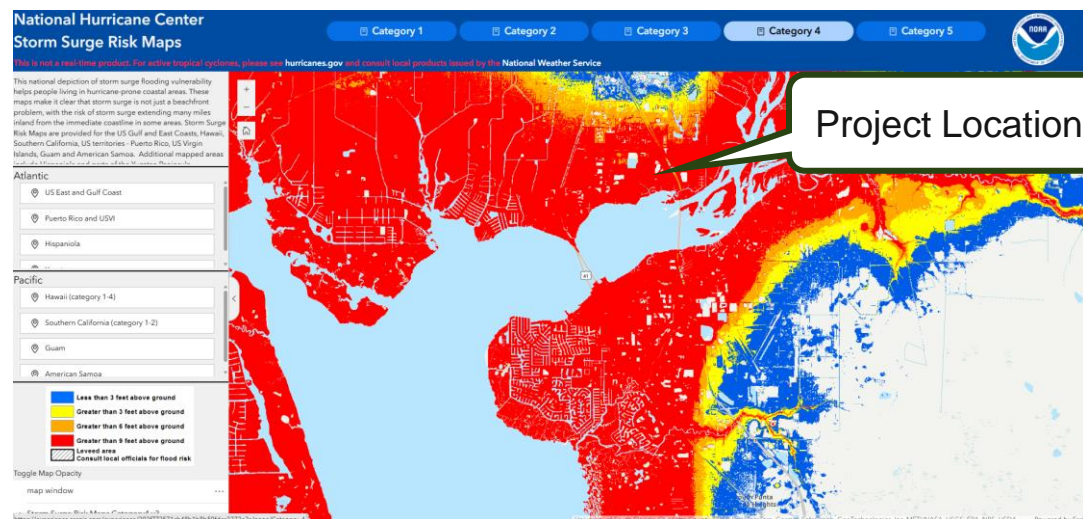 National Hurricane Center
Storm Surge Risk Maps
Category 1
Category 2
Category 3
Category 4
Category 5
NOAA
This is not a real-time product. For active tropical cyclones, please see hurricanes.gov and consult local products issued by the National Weather Service
This national depiction of storm surge flooding vulnerability
helps people living in hurricane-prone coastal areas. These
maps make it clear that storm surge is not just a beachfront
problem, with the risk of storm surge extending many miles
inland from the immediate coastline in some areas. Storm Surge
Risk Maps are provided for the US Gulf and East Coasts, Hawaii,
Southern California, US territories - Puerto Rico, US Virgin
Islands, Guam and American Samoa. Additional mapped areas
Project Location
Atlantic
US East and Gulf Coast
Puerto Rico and USVI
Hispaniola
Pacific
Hawaii (category 1-4)
Southern California (category 1-2)
Guam
American Samoa
41
Less than 3 feet above ground
Greater than 3 feet above ground
Greater than 6 feet above ground
Greater than 9 feet above ground
Leveed area
Consult local officials for flood risk
Toggle Map Opacity
map window